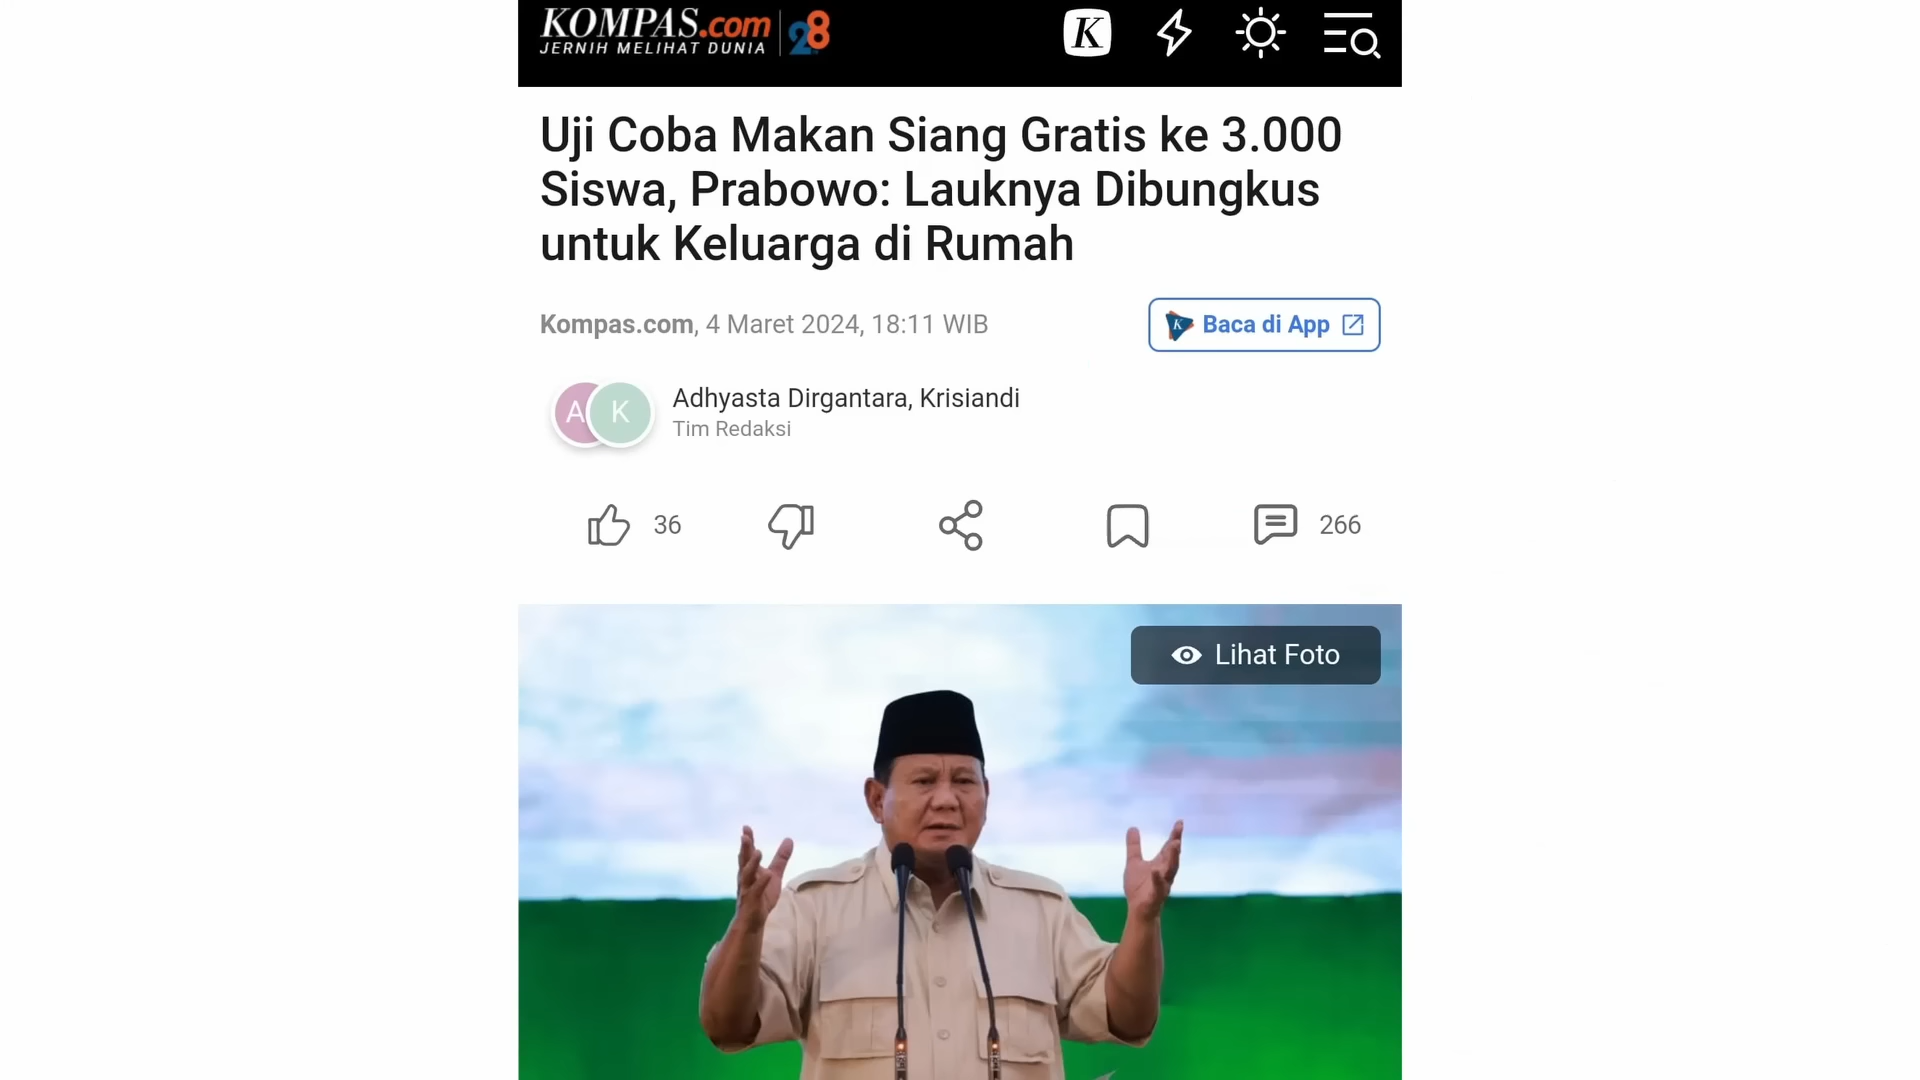 KOMPAS.com
JERNIH MELIHAT DUNIA
28
K
Uji Coba Makan Siang Gratis ke 3.000
Siswa, Prabowo: Lauknya Dibungkus
untuk Keluarga di Rumah
Kompas.com, 4 Maret 2024, 18:11 WIB
K
Baca di App
A K
Adhyasta Dirgantara, Krisiandi
Tim Redaksi
36
266
Lihat Foto